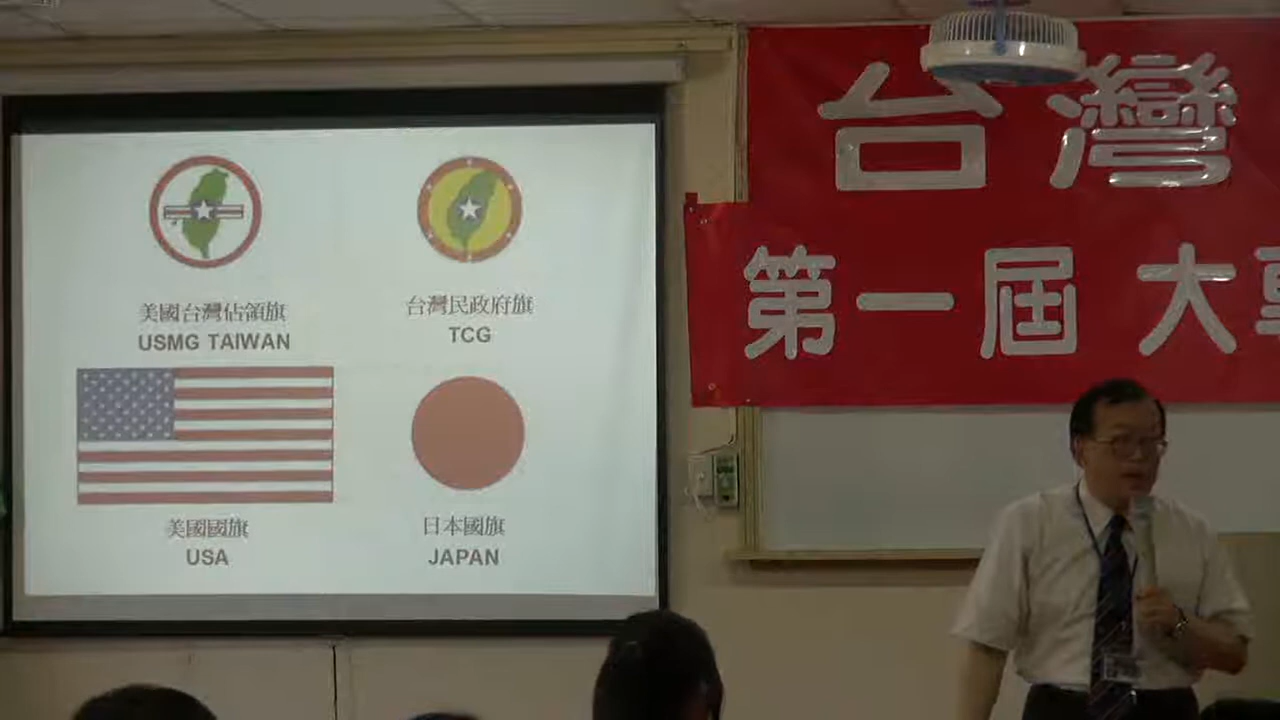 美國台灣佔領旗
USMG TAIWAN
台灣民政府旗
TCG
美國國旗
USA
日本國旗
JAPAN
台灣
第一屆 大